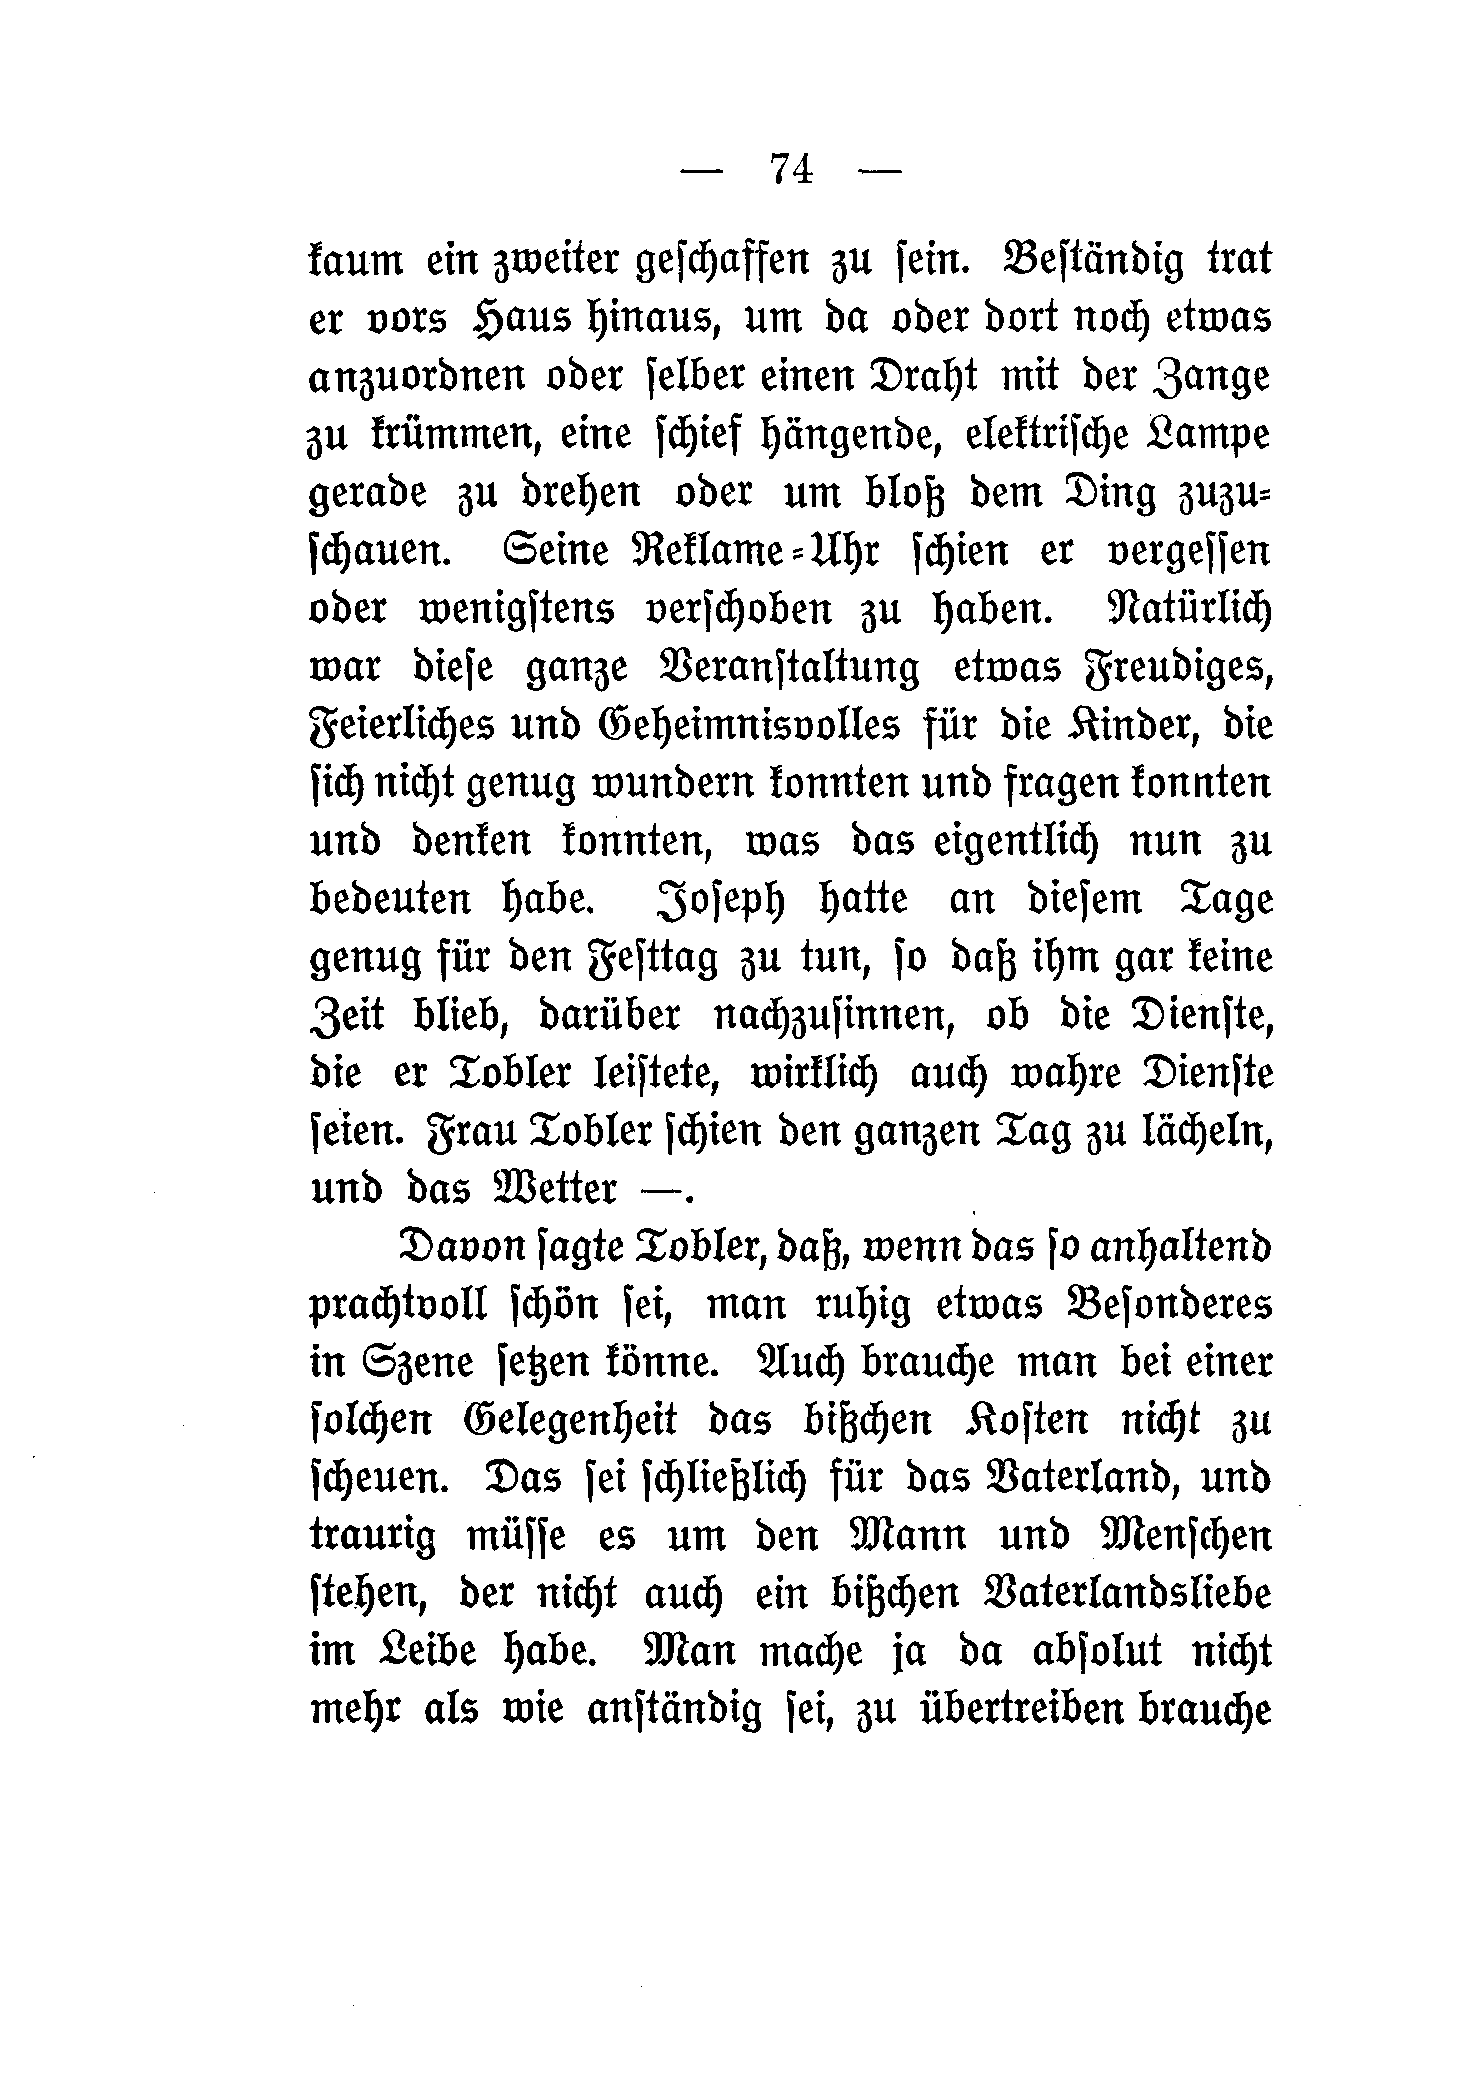 — 74 —
kaum ein zweiter geschaffen zu sein. Beständig trat
er vors Haus hinaus, um da oder dort noch etwas
anzuordnen oder selber einen Draht mit der Zange
zu krümmen, eine schief hängende, elektrische Lampe
gerade zu drehen oder um bloß dem Ding zuzu-
schauen. Seine Reklame-Uhr schien er vergessen
oder wenigstens verschoben zu haben. Natürlich
war diese ganze Veranstaltung etwas Freudiges,
Feierliches und Geheimnisvolles für die Kinder, die
sich nicht genug wundern konnten und fragen konnten
und denken konnten, was das eigentlich nun zu
bedeuten habe. Joseph hatte an diesem Tage
genug für den Festtag zu tun, so daß ihm gar keine
Zeit blieb, darüber nachzusinnen, ob die Dienste,
die er Tobler leistete, wirklich auch wahre Dienste
seien. Frau Tobler schien den ganzen Tag zu lächeln,
und das Wetter —.
Davon sagte Tobler, daß, wenn das so anhaltend
prachtvoll schön sei, man ruhig etwas Besonderes
in Szene setzen könne. Auch brauche man bei einer
solchen Gelegenheit das bißchen Kosten nicht zu
scheuen. Das sei schließlich für das Vaterland, und
traurig müsse es um den Mann und Menschen
stehen, der nicht auch ein bißchen Vaterlandsliebe
im Leibe habe. Man mache ja da absolut nicht
mehr als wie anständig sei, zu übertreiben brauche